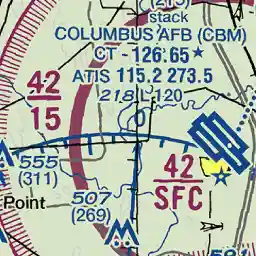 stack
COLUMBUS AFB (CBM)
CT - 126.65 ★
ATIS 115.2 273.5
218 - 120
42
15
42
SFC
555
(311)
Point
507
(269)